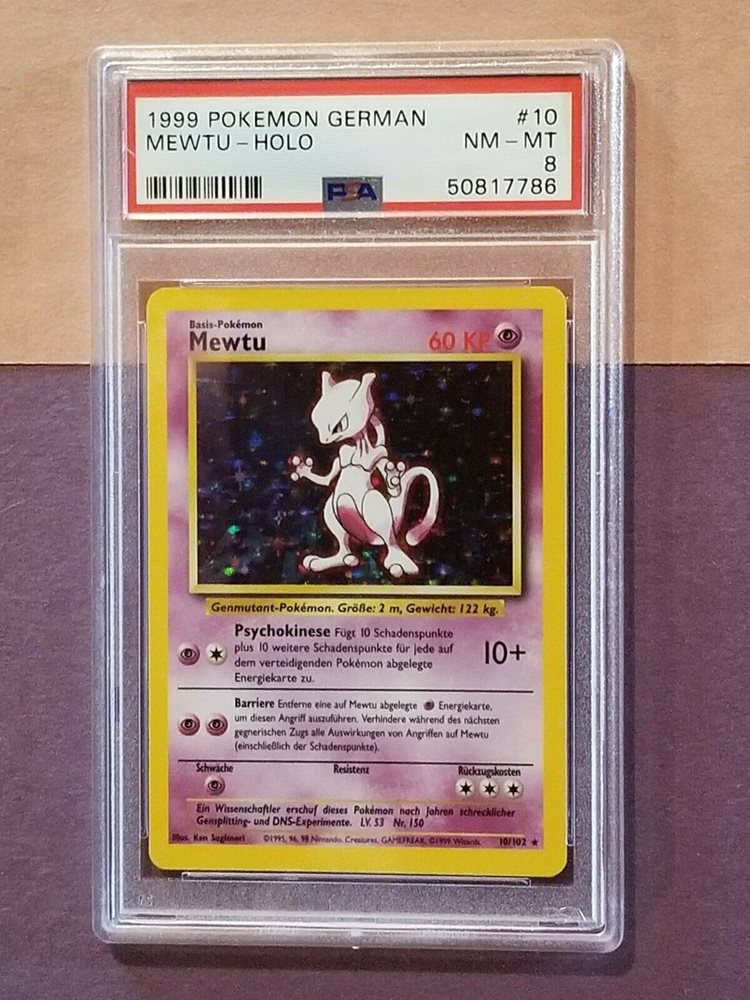 1999 POKEMON GERMAN #10
MEWTU - HOLO NM - MT
8
PSA 50817786
Basis-Pokémon
Mewtu 60 KP
Genmutant-Pokémon. Größe: 2 m, Gewicht: 122 kg.
Psychokinese Fügt 10 Schadenspunkte
plus 10 weitere Schadenspunkte für jede auf
dem verteidigenden Pokémon abgelegte
Energiekarte zu.
10+
Barriere Entferne eine auf Mewtu abgelegte Energiekarte,
um diesen Angriff auszuführen. Verhindere während des nächsten
gegnerischen Zugs alle Auswirkungen von Angriffen auf Mewtu
(einschließlich der Schadenspunkte).
Schwäche Resistenz Rückzugskosten
Ein Wissenschaftler erschuf dieses Pokémon nach Jahren schrecklicher
Gensplitting- und DNS-Experimente. LV. 53 Nr. 150
Illus. Ken Sugimori ©1995, 96, 98 Nintendo, Creatures, GAMEFREAK. ©1999 Wizards. 10/102 ★